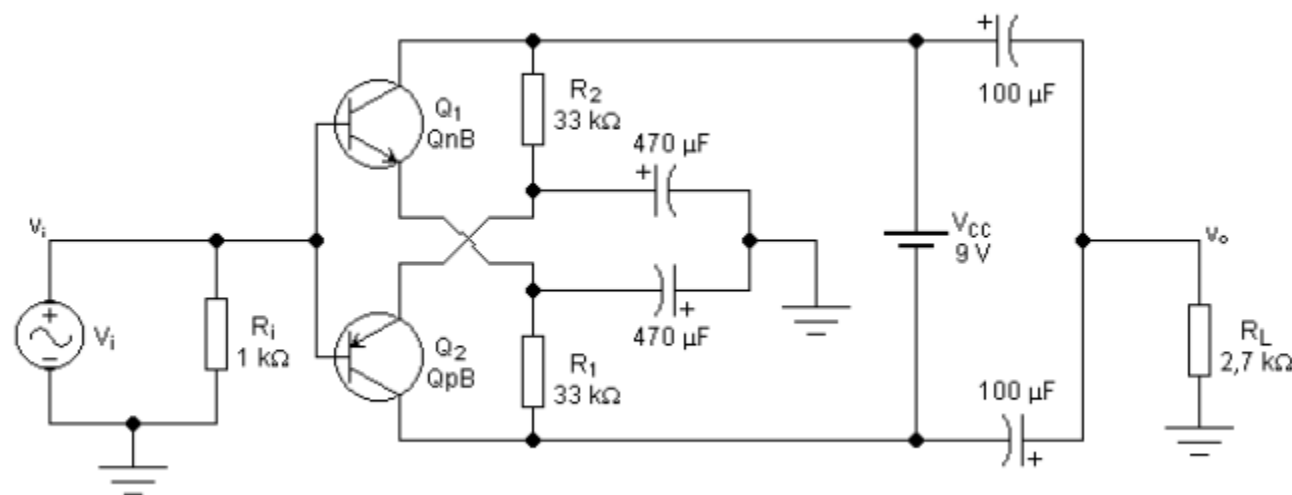 +
100 µF
R2
33 kΩ
Q1
QnB
470 µF
+
VCC
9 V
vi
vo
+
−
Vi
Ri
1 kΩ
+
470 µF
Q2
QpB
R1
33 kΩ
RL
2,7 kΩ
100 µF
+